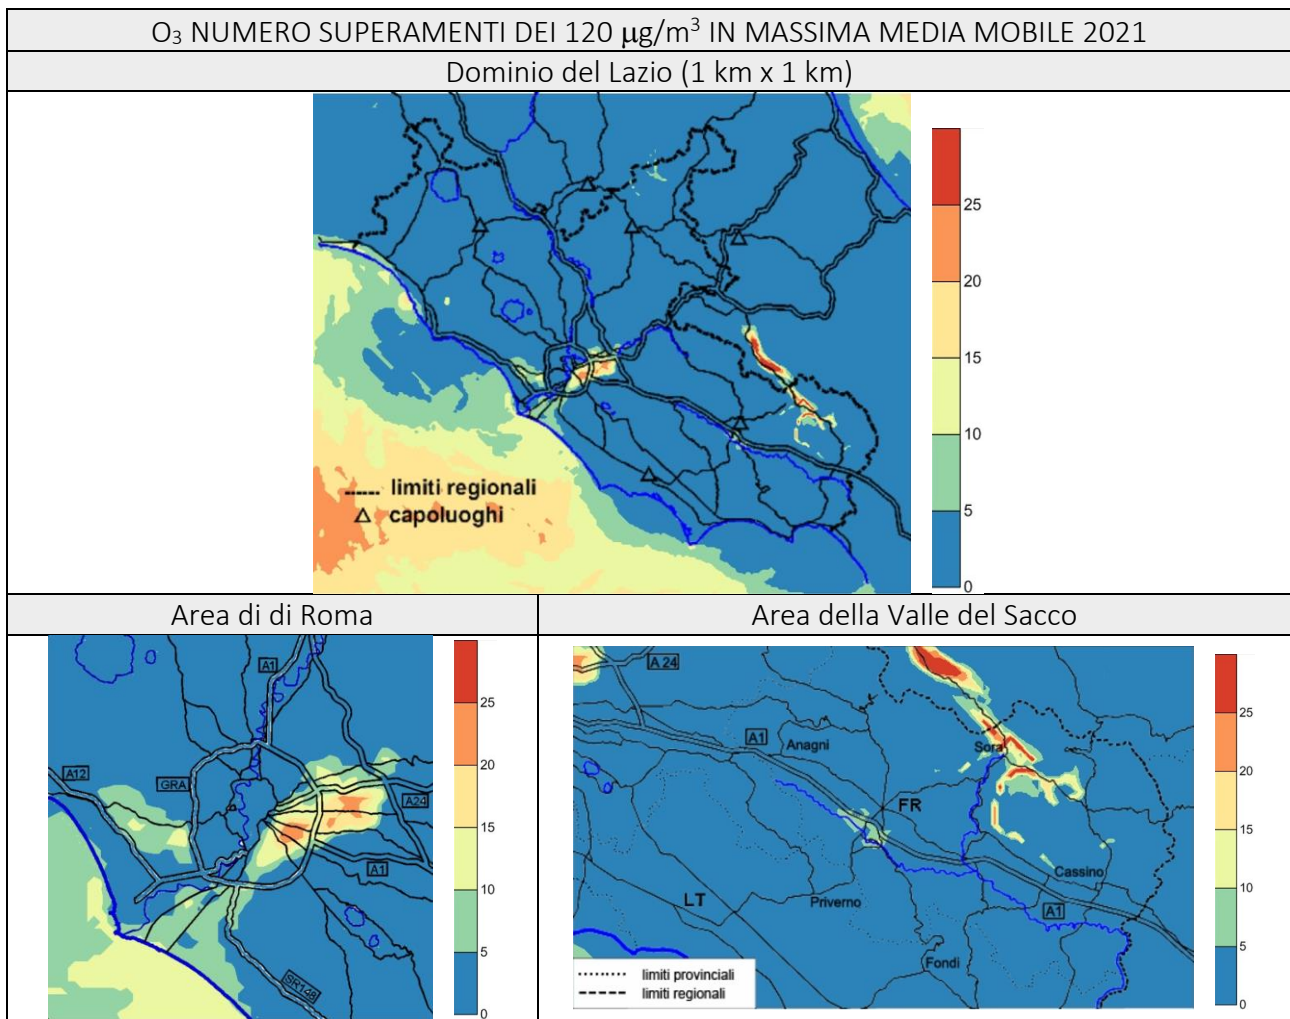 O₃ NUMERO SUPERAMENTI DEI 120 μg/m³ IN MASSIMA MEDIA MOBILE 2021
Dominio del Lazio (1 km x 1 km)
25
20
15
10
5
0
limiti regionali
capoluoghi
Area di di Roma
Area della Valle del Sacco
A1
A12
GRA
A24
A1
SR148
25
20
15
10
5
0
A 24
A1
Anagni
Sora
FR
Cassino
LT
Priverno
A1
Fondi
limiti provinciali
limiti regionali
25
20
15
10
5
0